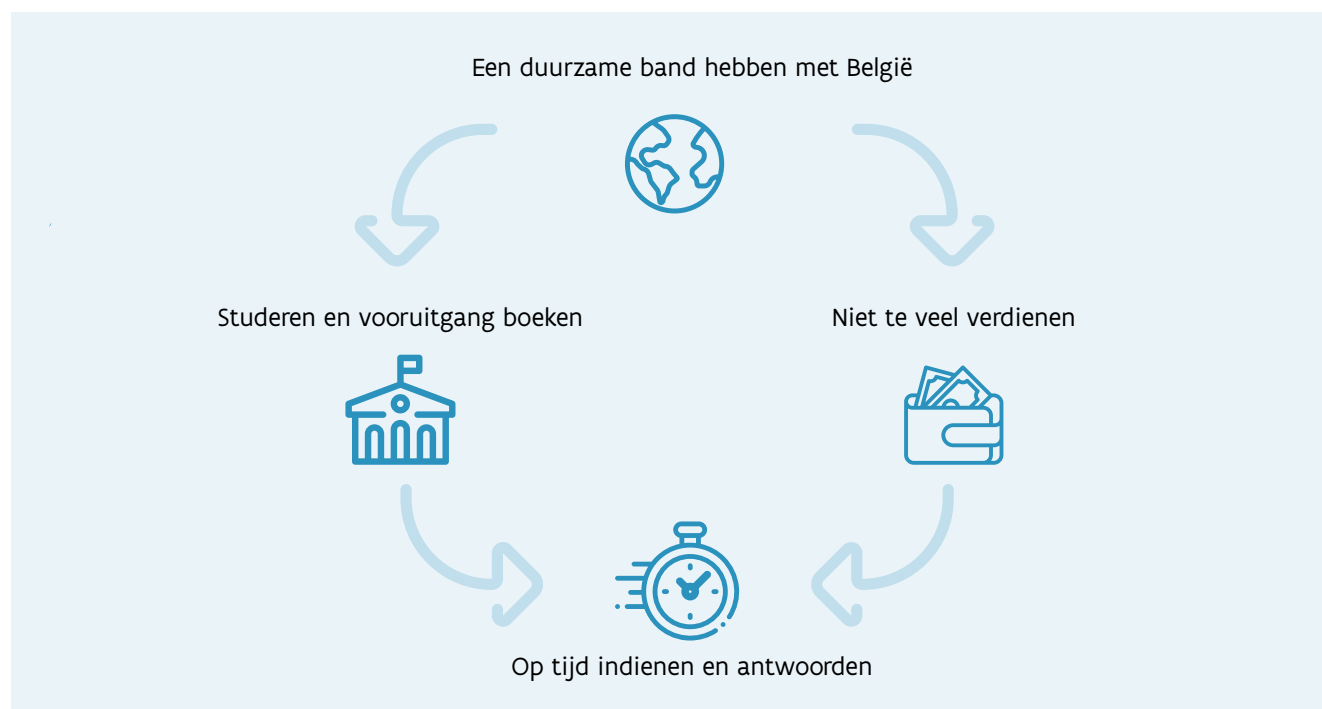 Een duurzame band hebben met België
Studeren en vooruitgang boeken
Niet te veel verdienen
Op tijd indienen en antwoorden